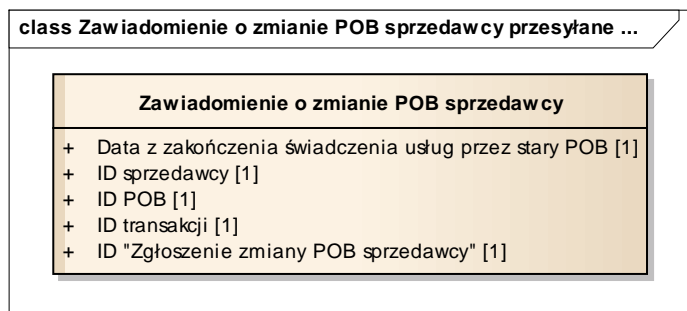 class Zawiadomienie o zmianie POB sprzedawcy przesyłane ...
Zawiadomienie o zmianie POB sprzedawcy
+ Data z zakończenia świadczenia usług przez stary POB [1]
+ ID sprzedawcy [1]
+ ID POB [1]
+ ID transakcji [1]
+ ID "Zgłoszenie zmiany POB sprzedawcy" [1]